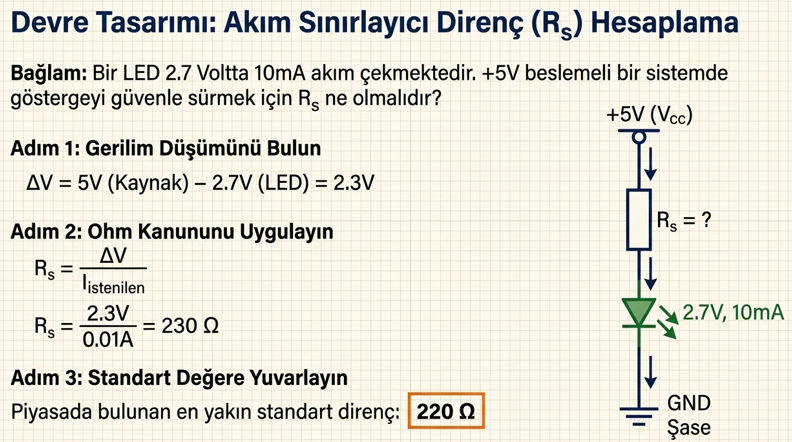 Devre Tasarımı: Akım Sınırlayıcı Direnç (Rs) Hesaplama
Bağlam: Bir LED 2.7 Voltta 10mA akım çekmektedir. +5V beslemeli bir sistemde
göstergeyi güvenle sürmek için Rs ne olmalıdır?
Adım 1: Gerilim Düşümünü Bulun
ΔV = 5V (Kaynak) – 2.7V (LED) = 2.3V
Adım 2: Ohm Kanununu Uygulayın
Rs = ΔV / Iistenilen
Rs = 2.3V / 0.01A = 230 Ω
Adım 3: Standart Değere Yuvarlayın
Piyasada bulunan en yakın standart direnç: 220 Ω
+5V (Vcc)
Rs = ?
2.7V, 10mA
GND
Şase